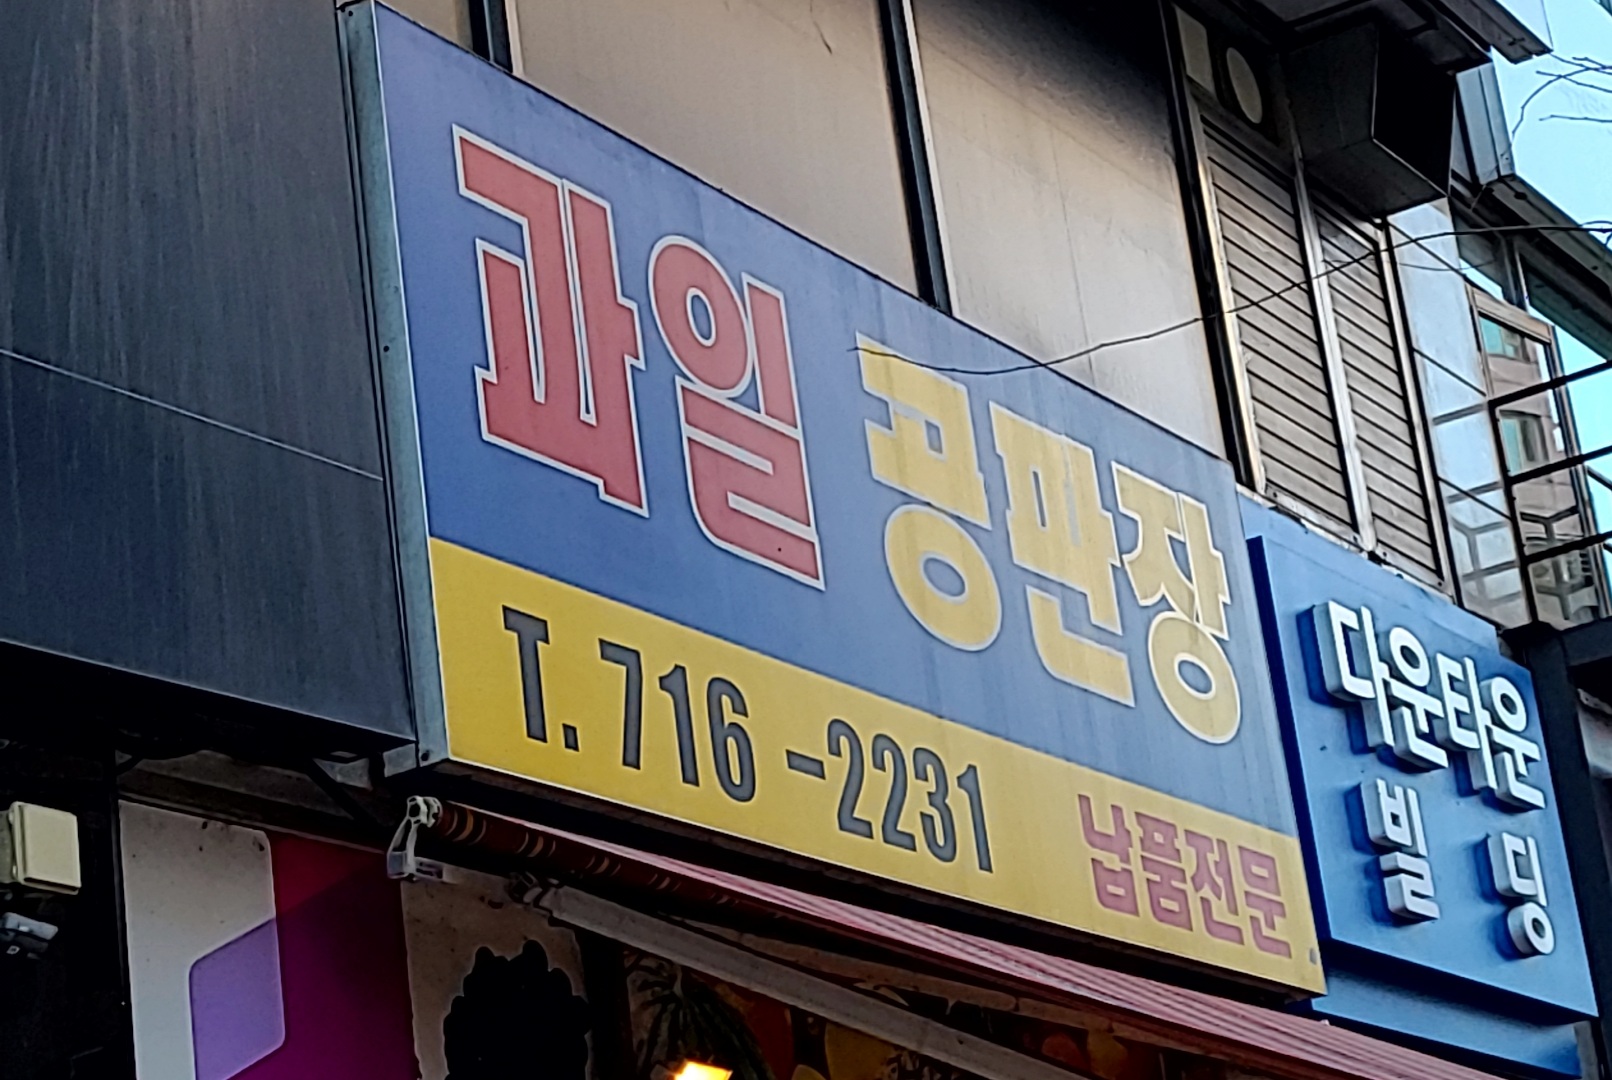 과일 공판장
T. 716-2231
납품전문
다운타운
빌딩